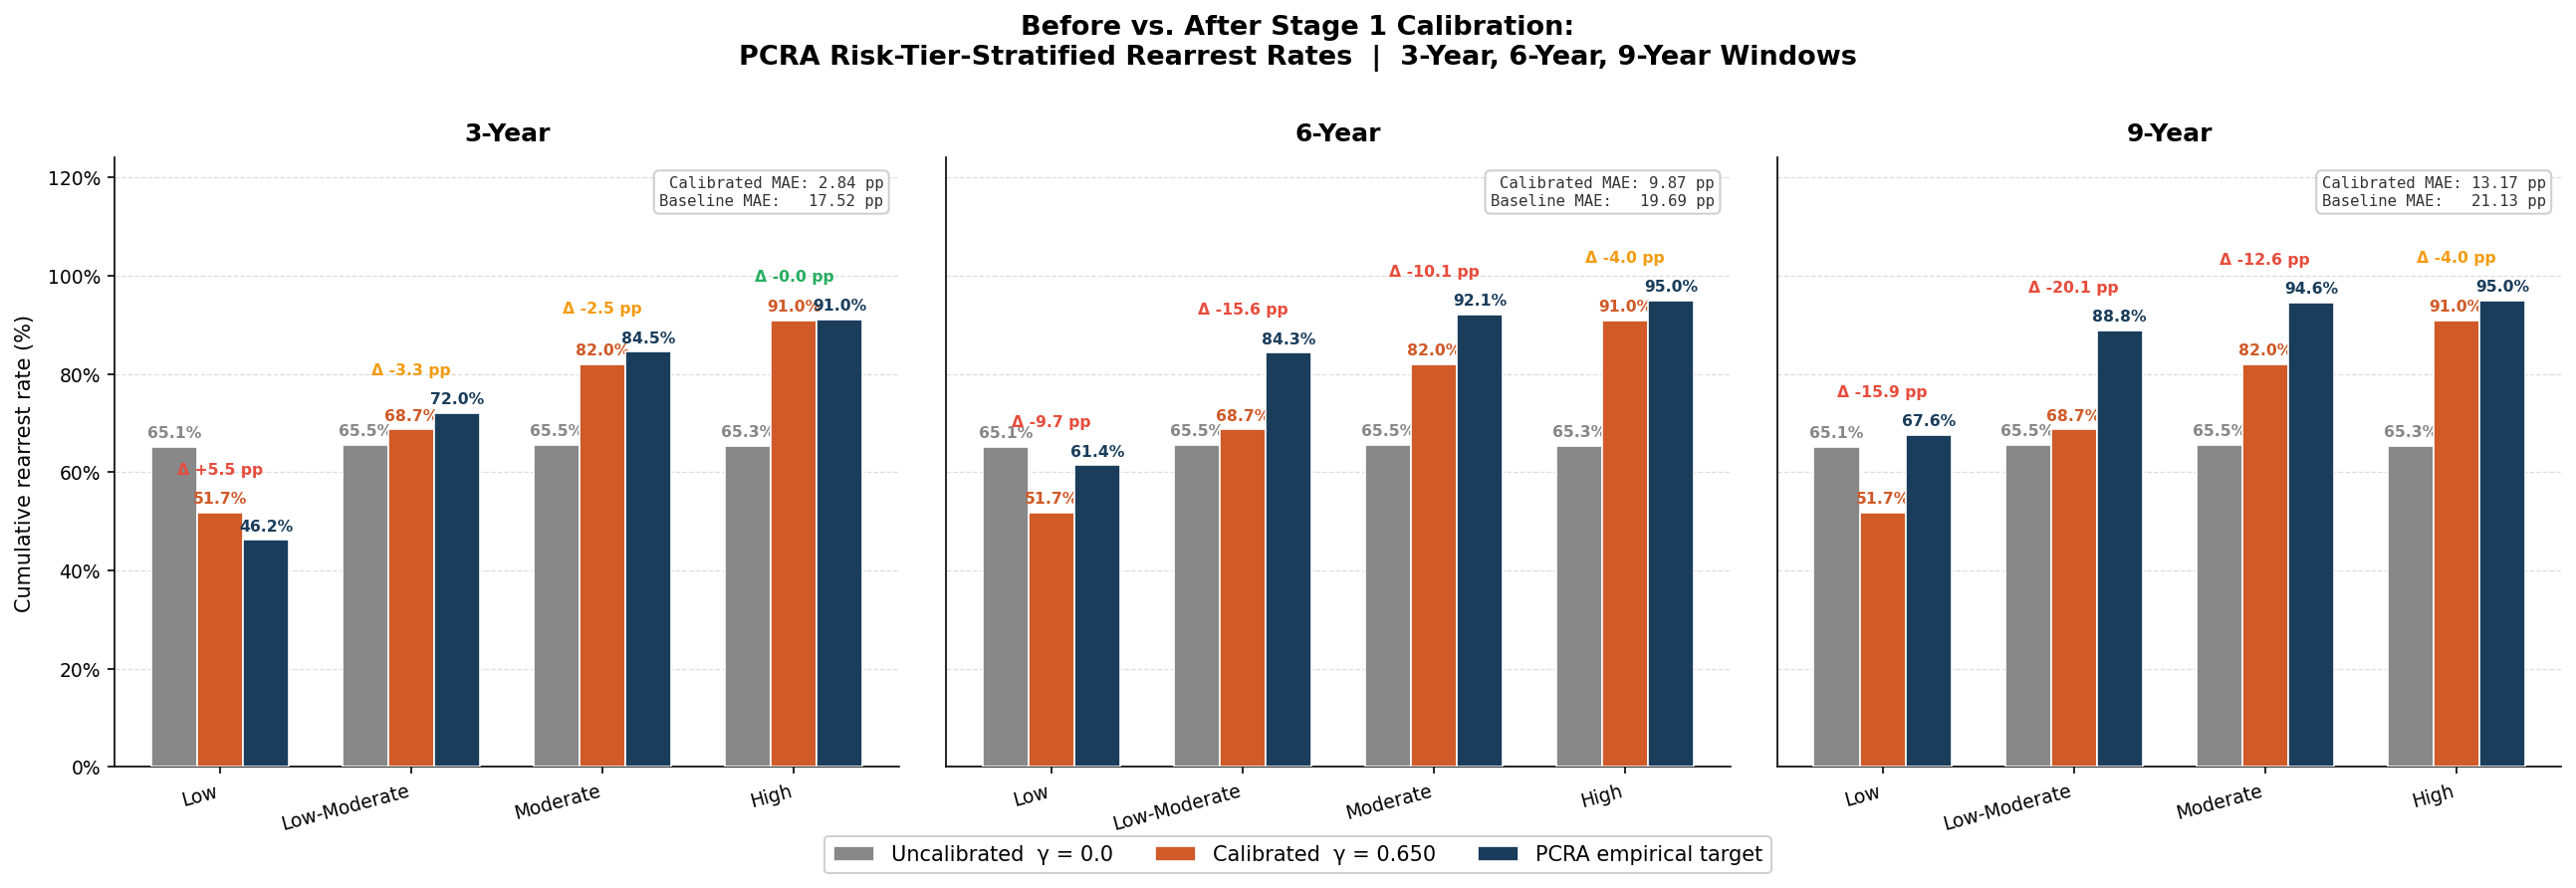 Before vs. After Stage 1 Calibration:
PCRA Risk-Tier-Stratified Rearrest Rates | 3-Year, 6-Year, 9-Year Windows
Cumulative rearrest rate (%)
120%
100%
80%
60%
40%
20%
0%
3-Year
Calibrated MAE: 2.84 pp
Baseline MAE: 17.52 pp
65.1%
Δ +5.5 pp
51.7%
46.2%
Δ -3.3 pp
65.5%
68.7%
72.0%
Δ -2.5 pp
65.5%
82.0%
84.5%
Δ -0.0 pp
65.3%
91.0%
91.0%
Low
Low-Moderate
Moderate
High
6-Year
Calibrated MAE: 9.87 pp
Baseline MAE: 19.69 pp
65.1%
Δ -9.7 pp
51.7%
61.4%
Δ -15.6 pp
65.5%
68.7%
84.3%
Δ -10.1 pp
65.5%
82.0%
92.1%
Δ -4.0 pp
65.3%
91.0%
95.0%
Low
Low-Moderate
Moderate
High
9-Year
Calibrated MAE: 13.17 pp
Baseline MAE: 21.13 pp
Δ -15.9 pp
65.1%
51.7%
67.6%
Δ -20.1 pp
65.5%
68.7%
88.8%
Δ -12.6 pp
65.5%
82.0%
94.6%
Δ -4.0 pp
65.3%
91.0%
95.0%
Low
Low-Moderate
Moderate
High
Uncalibrated γ = 0.0
Calibrated γ = 0.650
PCRA empirical target